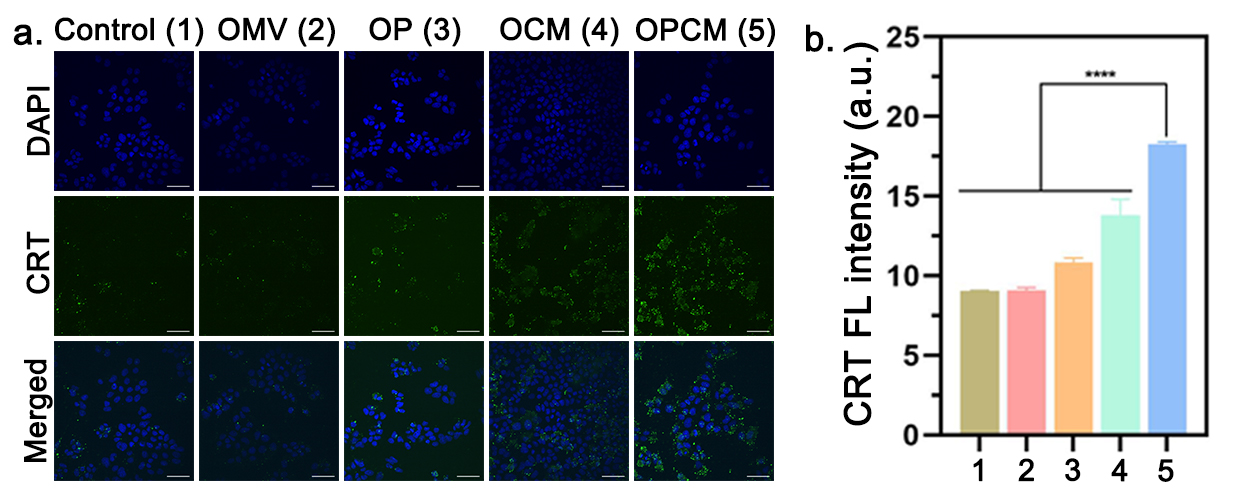 a. Control (1) OMV (2) OP (3) OCM (4) OPCM (5)
DAPI
CRT
Merged
b.
CRT FL intensity (a.u.)
25
20
15
10
5
0
****
1 2 3 4 5